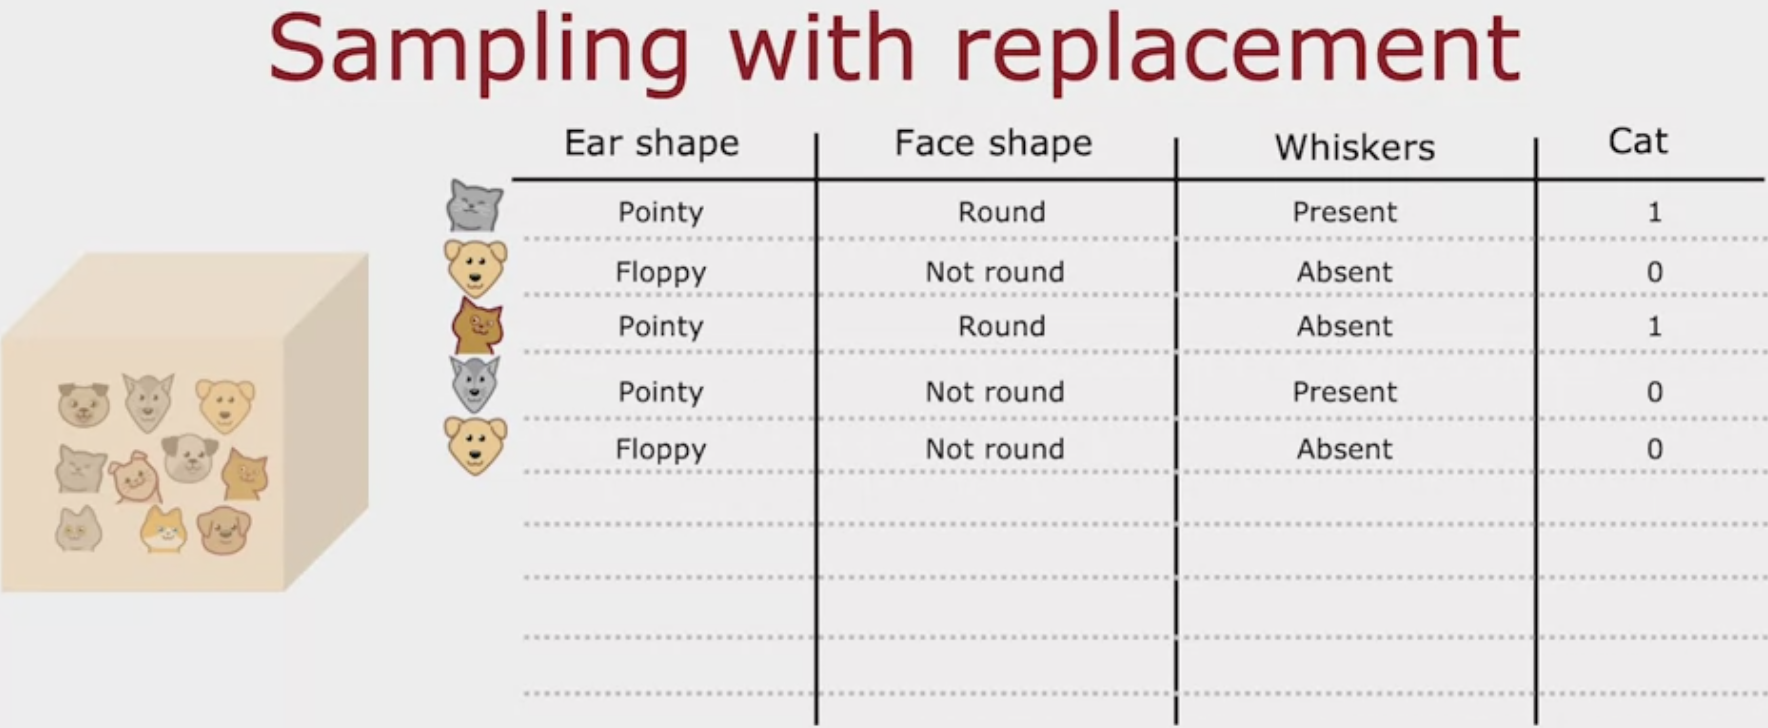 Sampling with replacement
Ear shape Face shape Whiskers Cat
Pointy Round Present 1
Floppy Not round Absent 0
Pointy Round Absent 1
Pointy Not round Present 0
Floppy Not round Absent 0